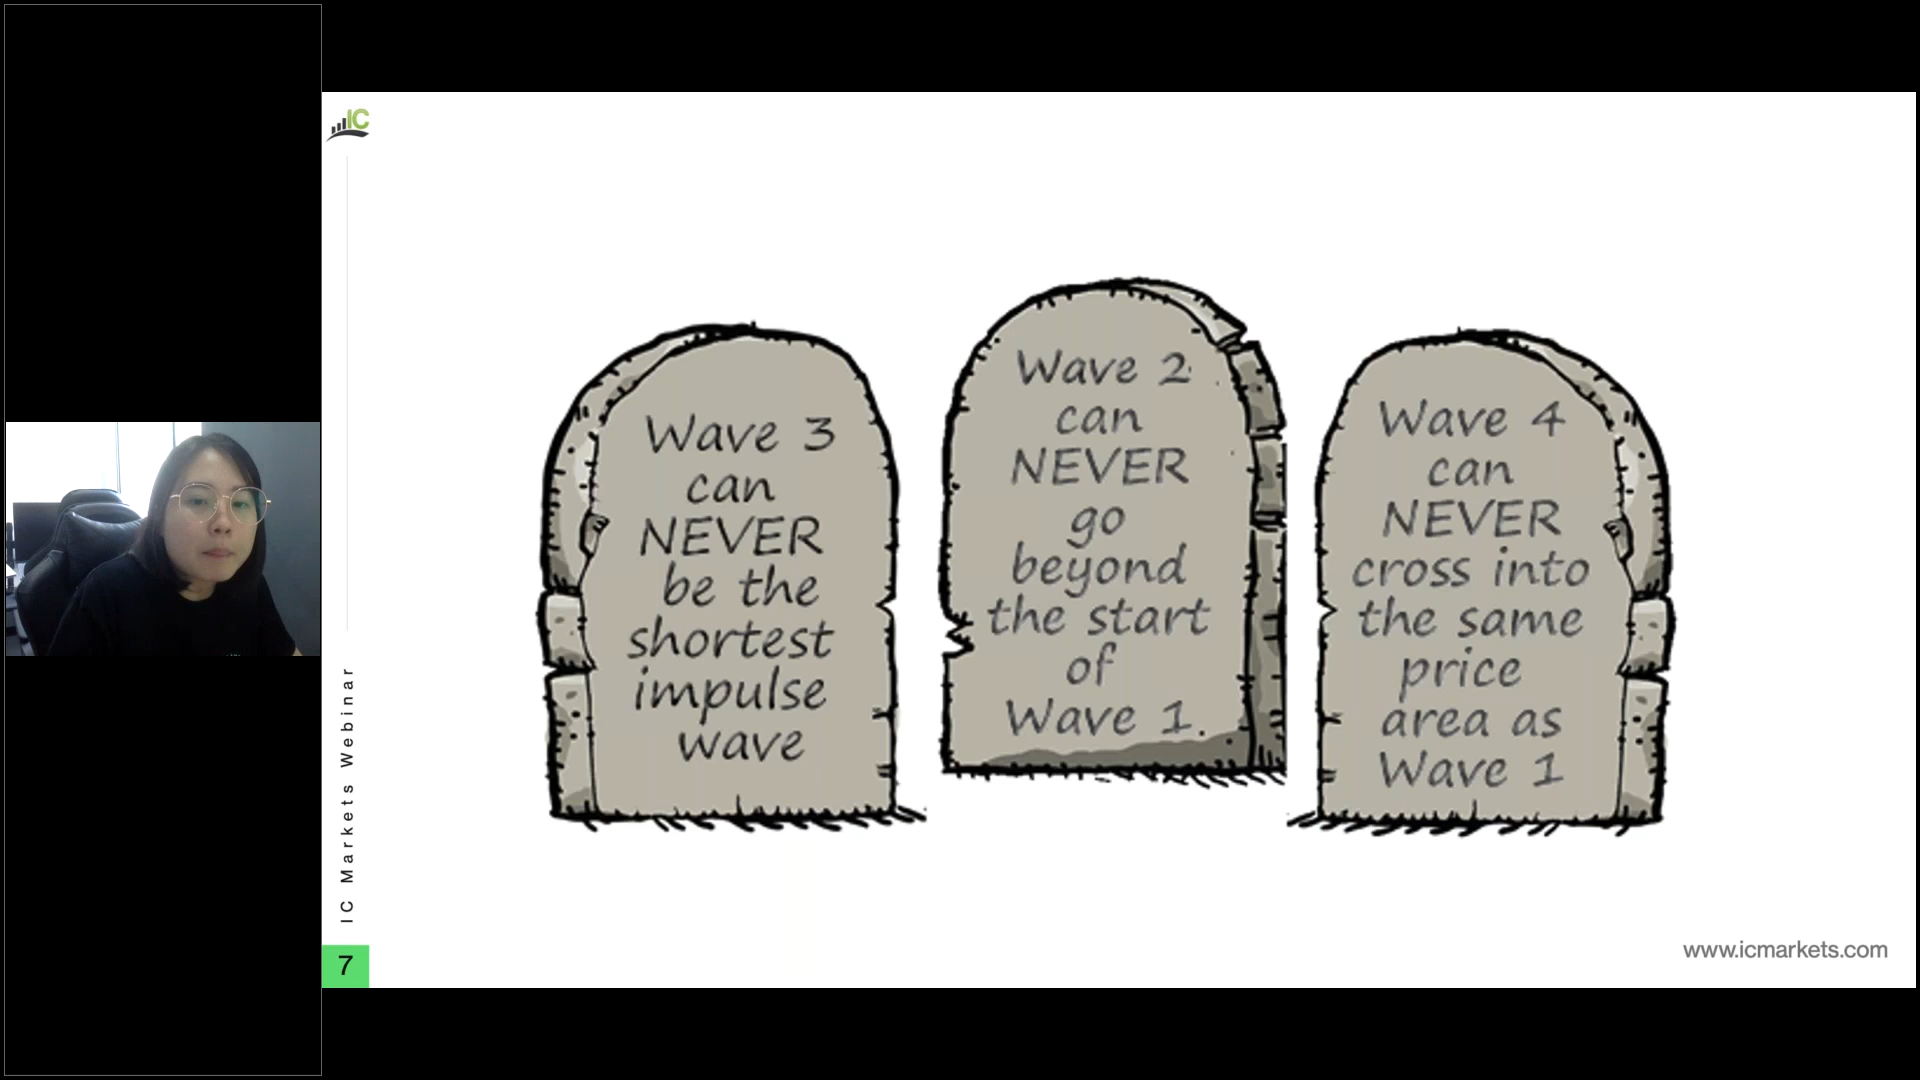 IC
Wave 3
can
NEVER
be the
shortest
impulse
wave
Wave 2
can
NEVER
go
beyond
the start
of
Wave 1.
Wave 4
can
NEVER
cross into
the same
price
area as
Wave 1
IC Markets Webinar
7
www.icmarkets.com